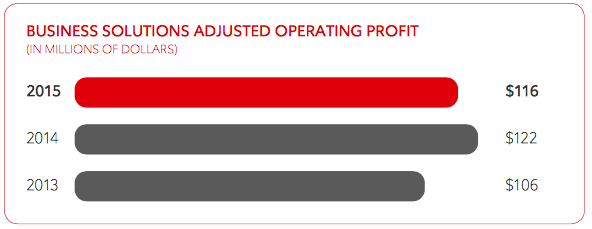 BUSINESS SOLUTIONS ADJUSTED OPERATING PROFIT
(IN MILLIONS OF DOLLARS)
2015 $116
2014 $122
2013 $106